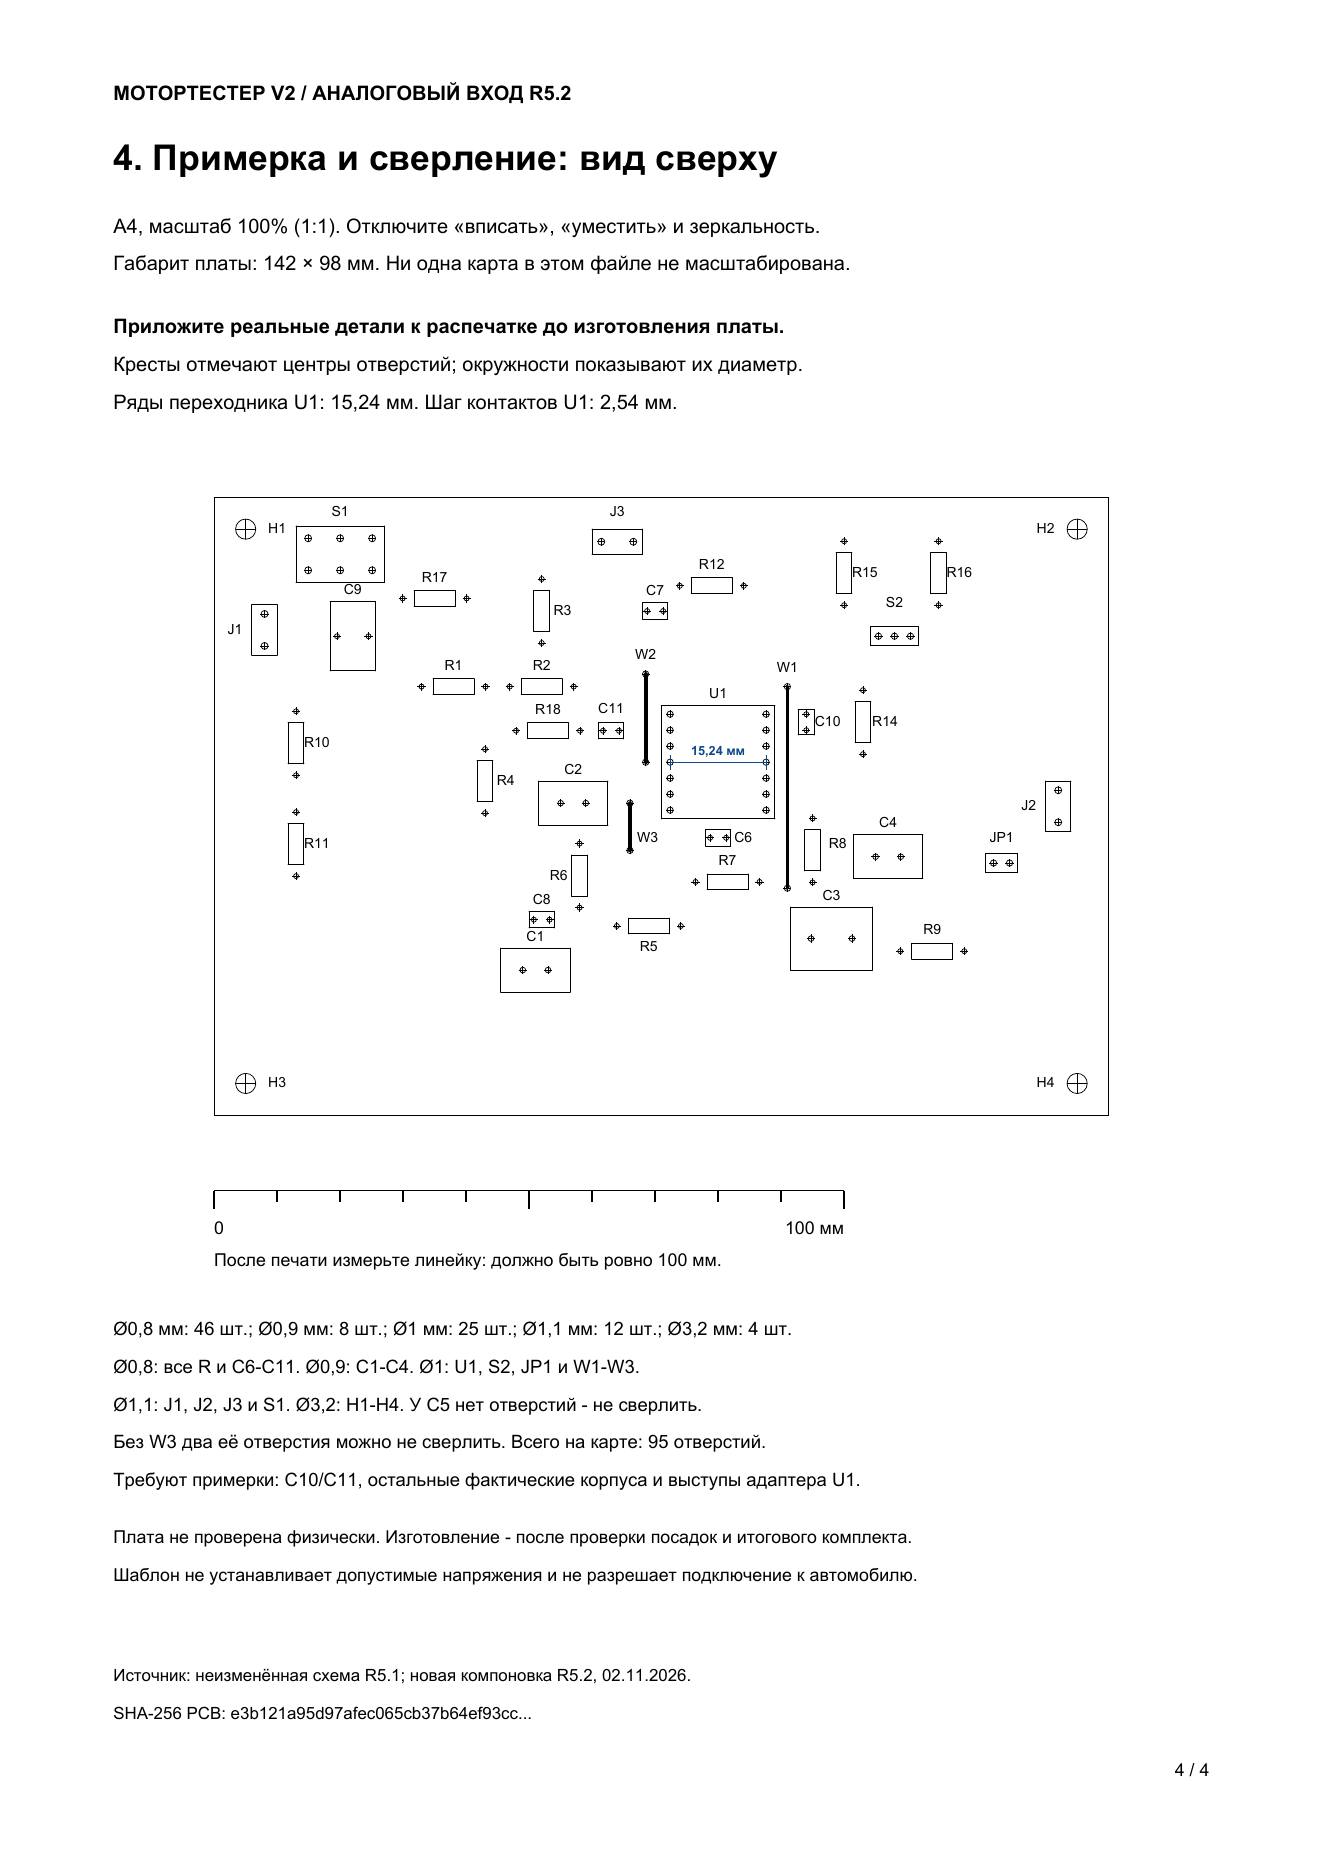 МОТОРТЕСТЕР V2 / АНАЛОГОВЫЙ ВХОД R5.2
4. Примерка и сверление: вид сверху
A4, масштаб 100% (1:1). Отключите «вписать», «уместить» и зеркальность.
Габарит платы: 142 × 98 мм. Ни одна карта в этом файле не масштабирована.
Приложите реальные детали к распечатке до изготовления платы.
Кресты отмечают центры отверстий; окружности показывают их диаметр.
Ряды переходника U1: 15,24 мм. Шаг контактов U1: 2,54 мм.
S1 J3
H1 H2
R12
R17 C7 R15 R16
C9
R3 S2
J1
W2
R1 R2 W1
U1
R18 C11
C10 R14
R10
15,24 мм
C2
R4
J2
C4
W3 C6 JP1
R11 R8
R7
R6
C8 C3
R9
C1
R5
H3 H4
0 100 мм
После печати измерьте линейку: должно быть ровно 100 мм.
Ø0,8 мм: 46 шт.; Ø0,9 мм: 8 шт.; Ø1 мм: 25 шт.; Ø1,1 мм: 12 шт.; Ø3,2 мм: 4 шт.
Ø0,8: все R и C6-C11. Ø0,9: C1-C4. Ø1: U1, S2, JP1 и W1-W3.
Ø1,1: J1, J2, J3 и S1. Ø3,2: H1-H4. У C5 нет отверстий - не сверлить.
Без W3 два её отверстия можно не сверлить. Всего на карте: 95 отверстий.
Требуют примерки: C10/C11, остальные фактические корпуса и выступы адаптера U1.
Плата не проверена физически. Изготовление - после проверки посадок и итогового комплекта.
Шаблон не устанавливает допустимые напряжения и не разрешает подключение к автомобилю.
Источник: неизменённая схема R5.1; новая компоновка R5.2, 02.11.2026.
SHA-256 PCB: e3b121a95d97afec065cb37b64ef93cc...
4 / 4